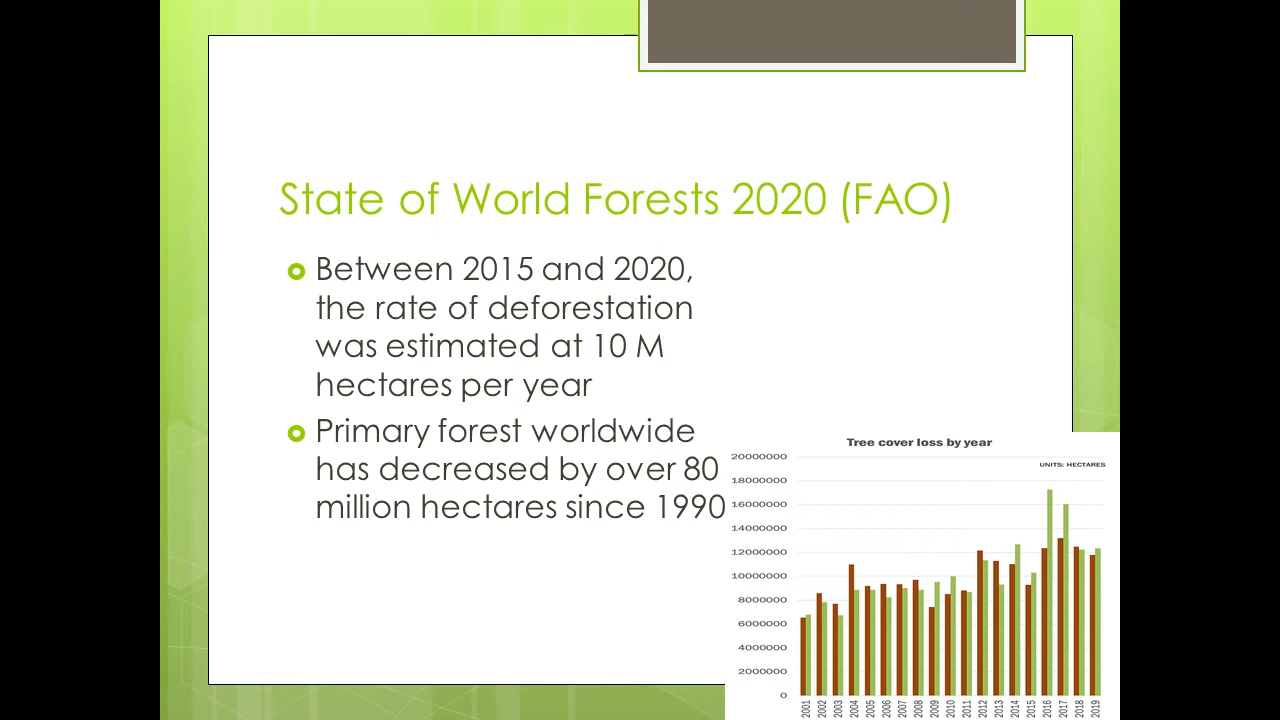 State of World Forests 2020 (FAO)
Between 2015 and 2020,
the rate of deforestation
was estimated at 10 M
hectares per year
Primary forest worldwide
has decreased by over 80
million hectares since 1990
Tree cover loss by year
UNITS: HECTARES
20000000
18000000
16000000
14000000
12000000
10000000
8000000
6000000
4000000
2000000
0
2001 2002 2003 2004 2005 2006 2007 2008 2009 2010 2011 2012 2013 2014 2015 2016 2017 2018 2019